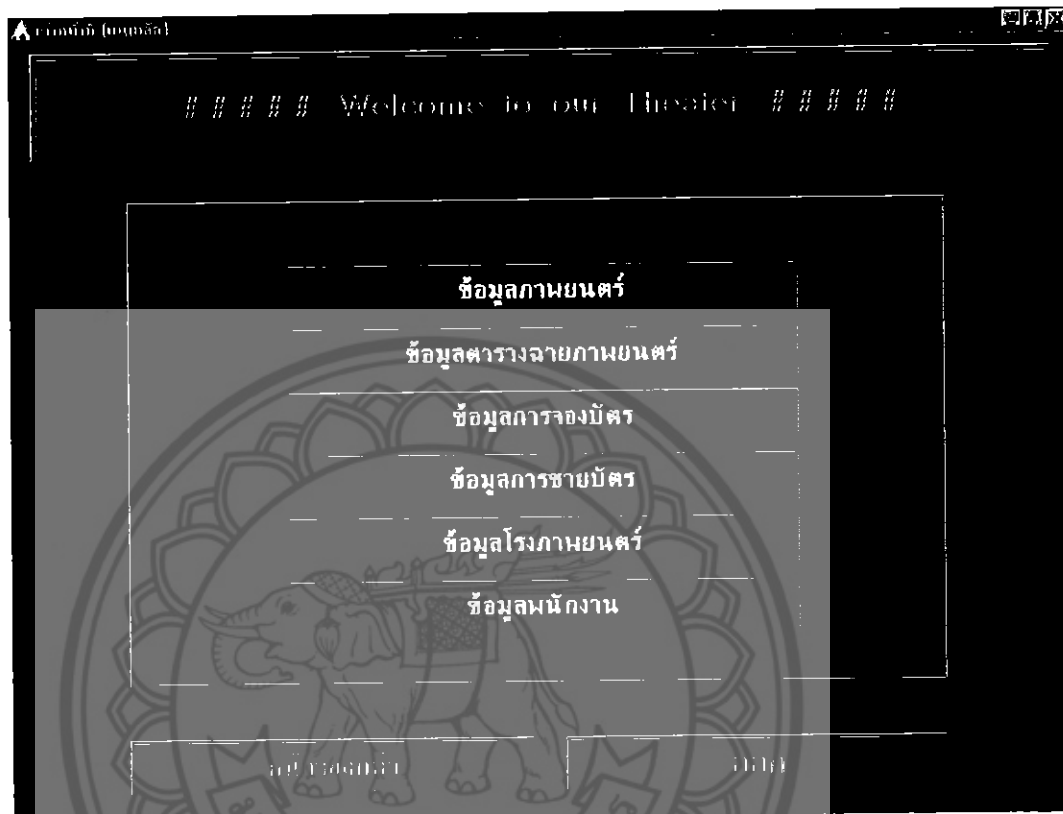 # # # # # Welcome to our Theater # # # # #
ข้อมูลภาพยนตร์
ข้อมูลตารางฉายภาพยนตร์
ข้อมูลการจองบัตร
ข้อมูลการขายบัตร
ข้อมูลโรงภาพยนตร์
ข้อมูลพนักงาน